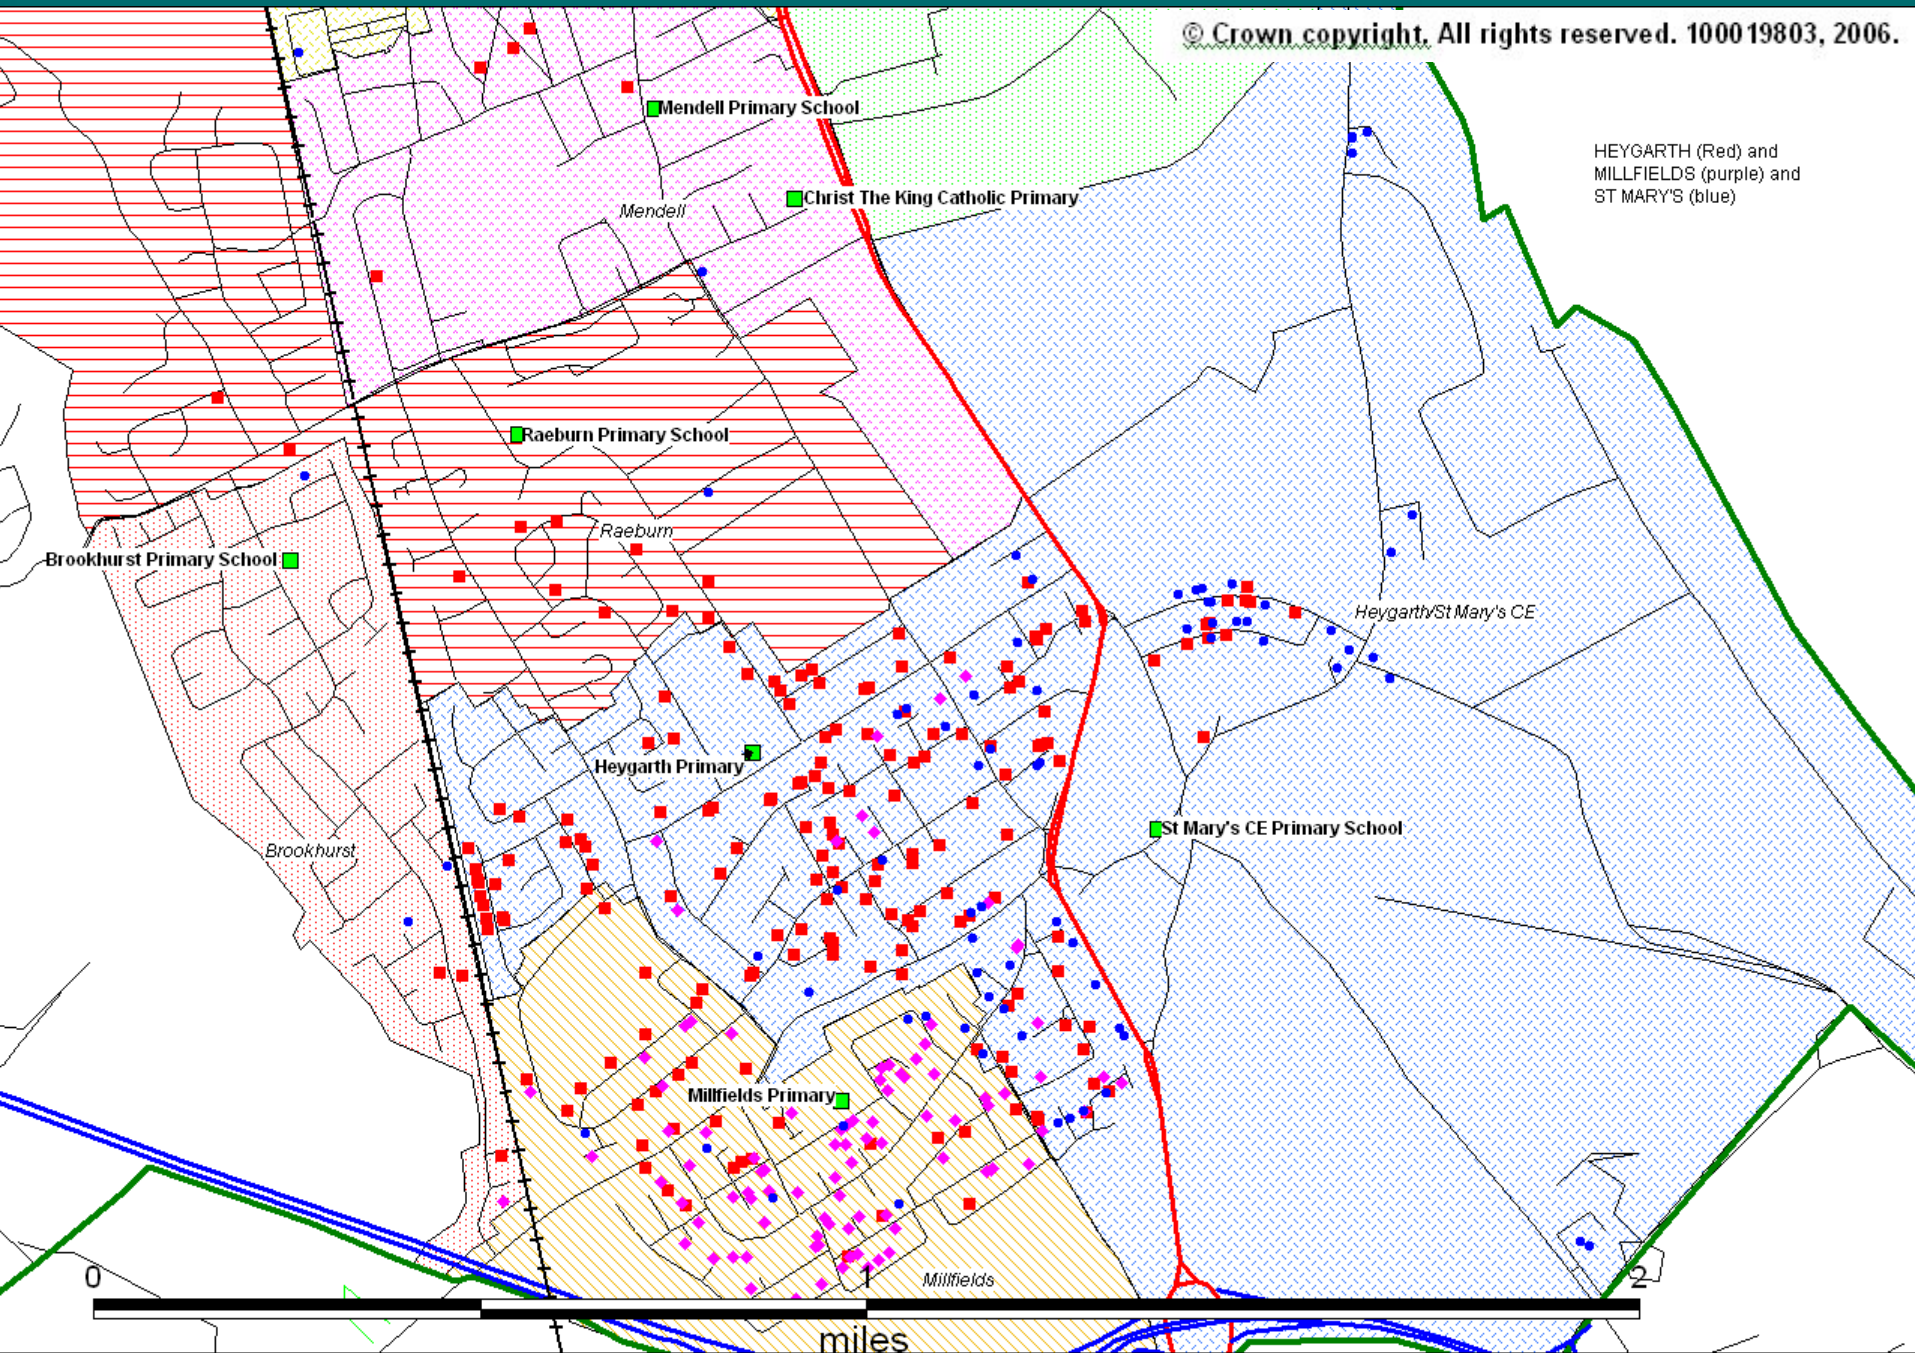 © Crown copyright. All rights reserved. 100019803, 2006.
Mendell Primary School
HEYGARTH (Red) and
MILLFIELDS (purple) and
ST MARY'S (blue)
Christ The King Catholic Primary
Mendell
Raeburn Primary School
Raeburn
Brookhurst Primary School
Heygarth/St Mary's CE
Heygarth Primary
St Mary's CE Primary School
Brookhurst
Millfields Primary
Millfields
0 1 2
miles